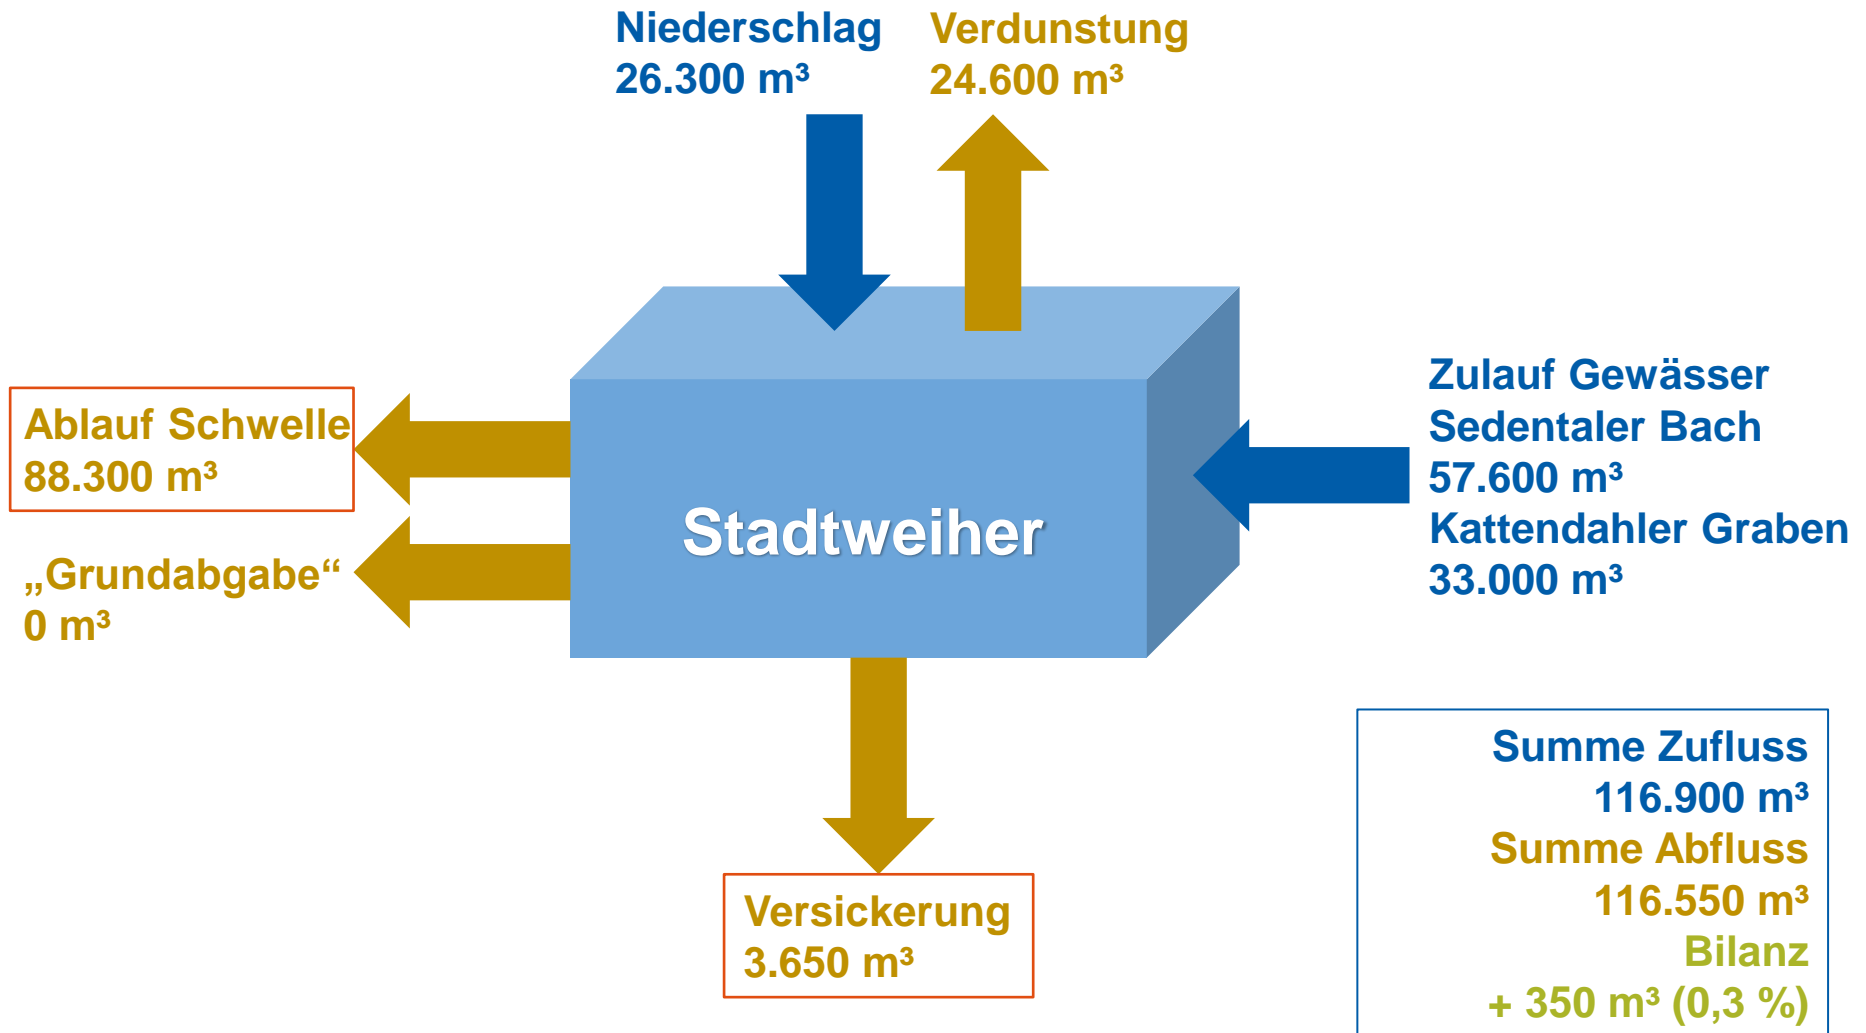 Niederschlag
26.300 m³
Verdunstung
24.600 m³
Ablauf Schwelle
88.300 m³
„Grundabgabe“
0 m³
Stadtweiher
Zulauf Gewässer
Sedentaler Bach
57.600 m³
Kattendahler Graben
33.000 m³
Versickerung
3.650 m³
Summe Zufluss
116.900 m³
Summe Abfluss
116.550 m³
Bilanz
+ 350 m³ (0,3 %)